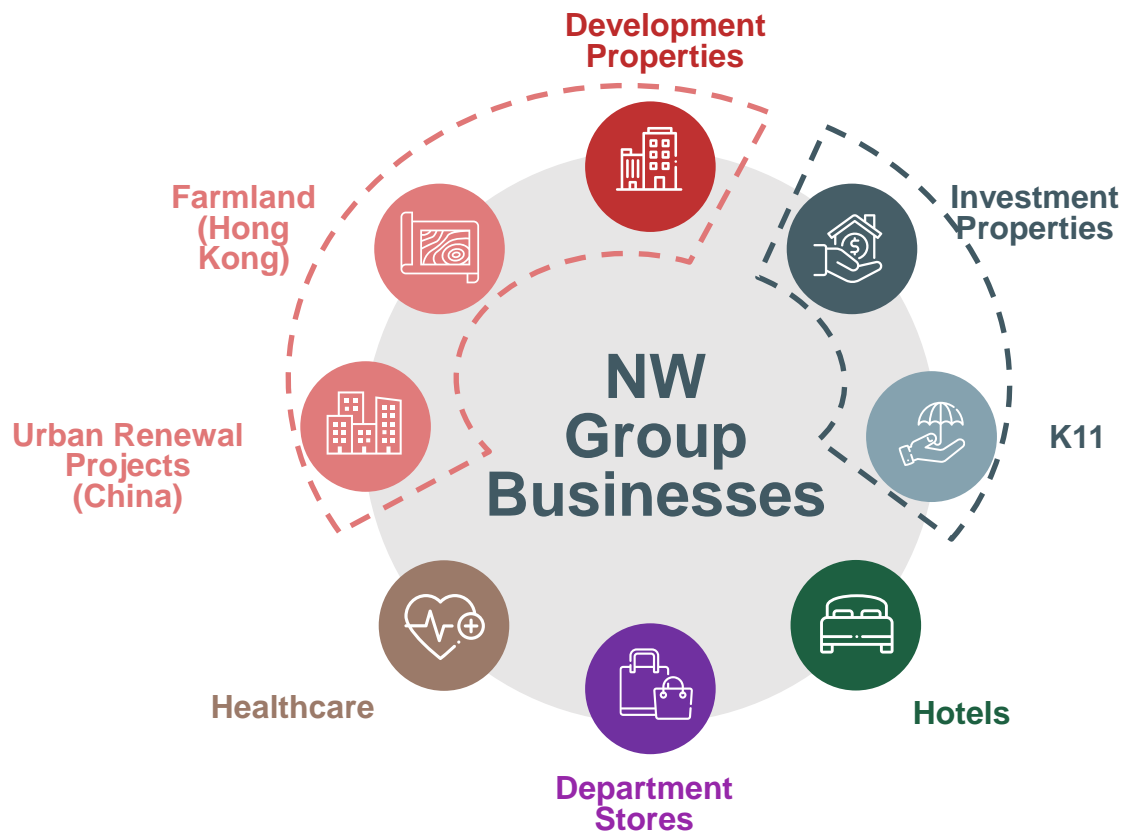 Development
Properties
Farmland
(Hong
Kong)
Investment
Properties
$
NW
Group
Businesses
Urban Renewal
Projects
(China)
K11
Healthcare
Hotels
Department
Stores